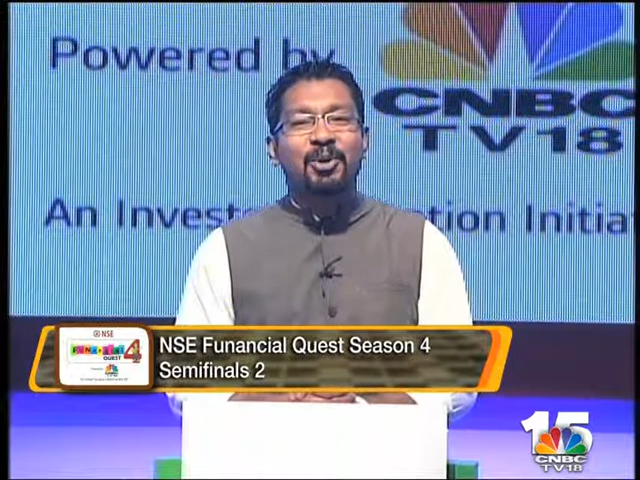 Powered by
CNBC
TV18
An Invest
tion Initia
NSE
QUEST 4
NSE Funancial Quest Season 4
Semifinals 2
15
CNBC
TV18